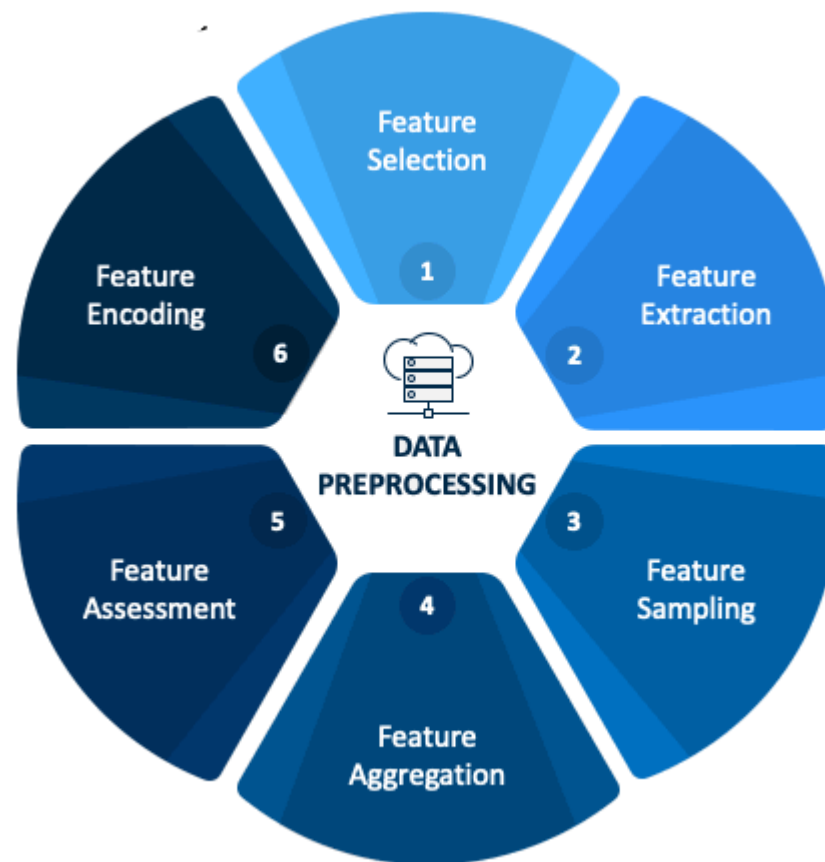 Feature
Selection
1
Feature
Extraction
2
Feature
Sampling
3
Feature
Aggregation
4
Feature
Assessment
5
Feature
Encoding
6
DATA
PREPROCESSING